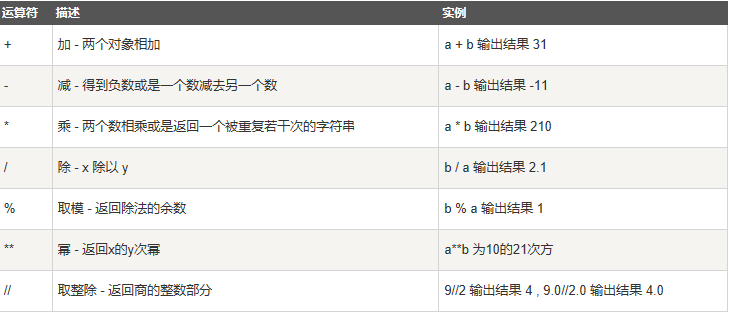 运算符 描述 实例
+ 加 - 两个对象相加 a + b 输出结果 31
- 减 - 得到负数或是一个数减去另一个数 a - b 输出结果 -11
* 乘 - 两个数相乘或是返回一个被重复若干次的字符串 a * b 输出结果 210
/ 除 - x 除以 y b / a 输出结果 2.1
% 取模 - 返回除法的余数 b % a 输出结果 1
** 幂 - 返回x的y次幂 a**b 为10的21次方
// 取整除 - 返回商的整数部分 9//2 输出结果 4 , 9.0//2.0 输出结果 4.0